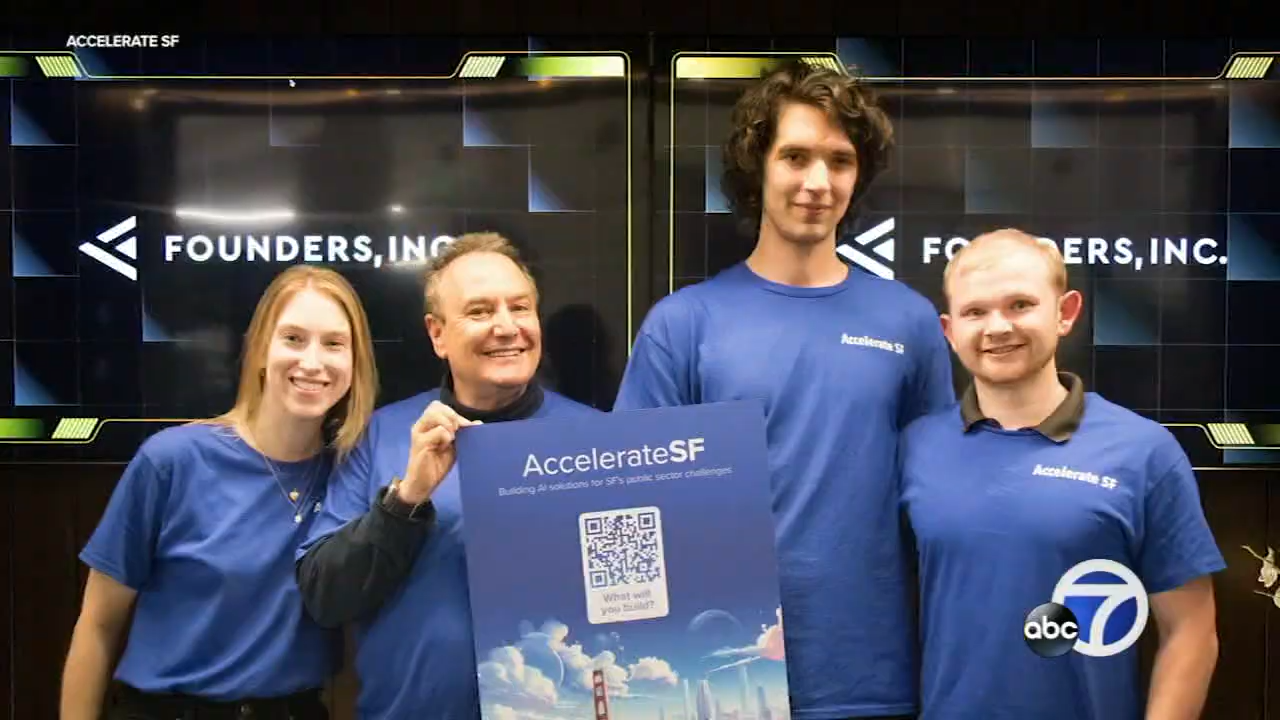 ACCELERATE SF
FOUNDERS, INC
FOUNDERS, INC.
Accelerate SF
Accelerate SF
AccelerateSF
Building AI solutions for SF's public sector challenges
What will
you build?
abc 7